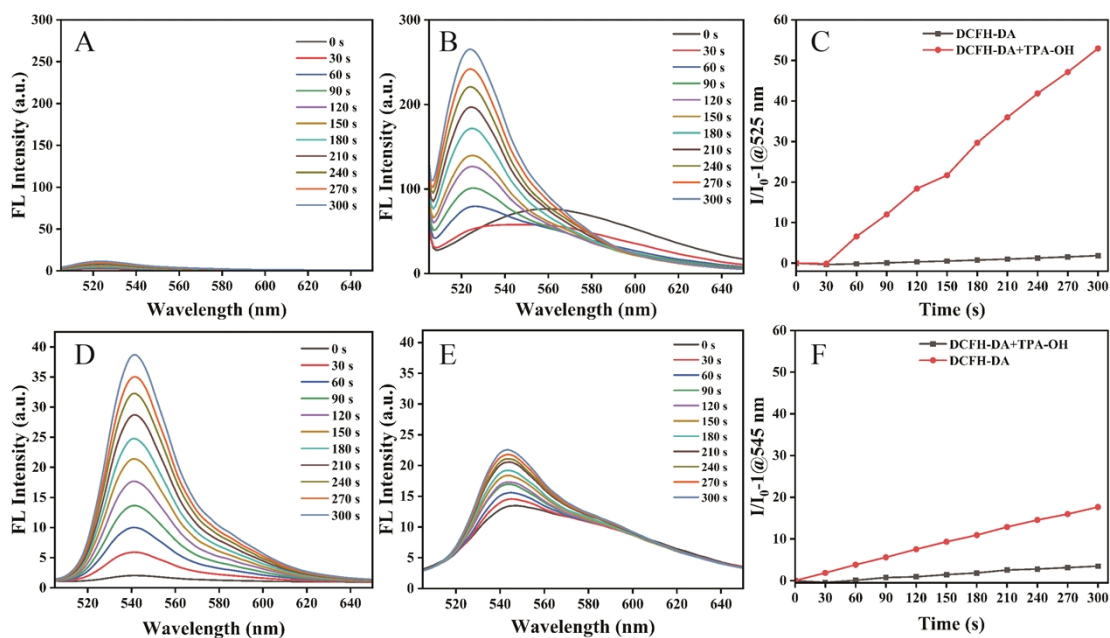 A
FL Intensity (a.u.)
300
250
200
150
100
50
0
0 s
30 s
60 s
90 s
120 s
150 s
180 s
210 s
240 s
270 s
300 s
520 540 560 580 600 620 640
Wavelength (nm)
B
FL Intensity (a.u.)
300
200
100
0
0 s
30 s
60 s
90 s
120 s
150 s
180 s
210 s
240 s
270 s
300 s
520 540 560 580 600 620 640
Wavelength (nm)
C
I/I0-1@525 nm
60
50
40
30
20
10
0
DCFH-DA
DCFH-DA+TPA-OH
0 30 60 90 120 150 180 210 240 270 300
Time (s)
D
FL Intensity (a.u.)
40
35
30
25
20
15
10
5
0
0 s
30 s
60 s
90 s
120 s
150 s
180 s
210 s
240 s
270 s
300 s
520 540 560 580 600 620 640
Wavelength (nm)
E
FL Intensity (a.u.)
40
35
30
25
20
15
10
5
0
0 s
30 s
60 s
90 s
120 s
150 s
180 s
210 s
240 s
270 s
300 s
520 540 560 580 600 620 640
Wavelength (nm)
F
I/I0-1@545 nm
60
40
20
0
DCFH-DA+TPA-OH
DCFH-DA
0 30 60 90 120 150 180 210 240 270 300
Time (s)